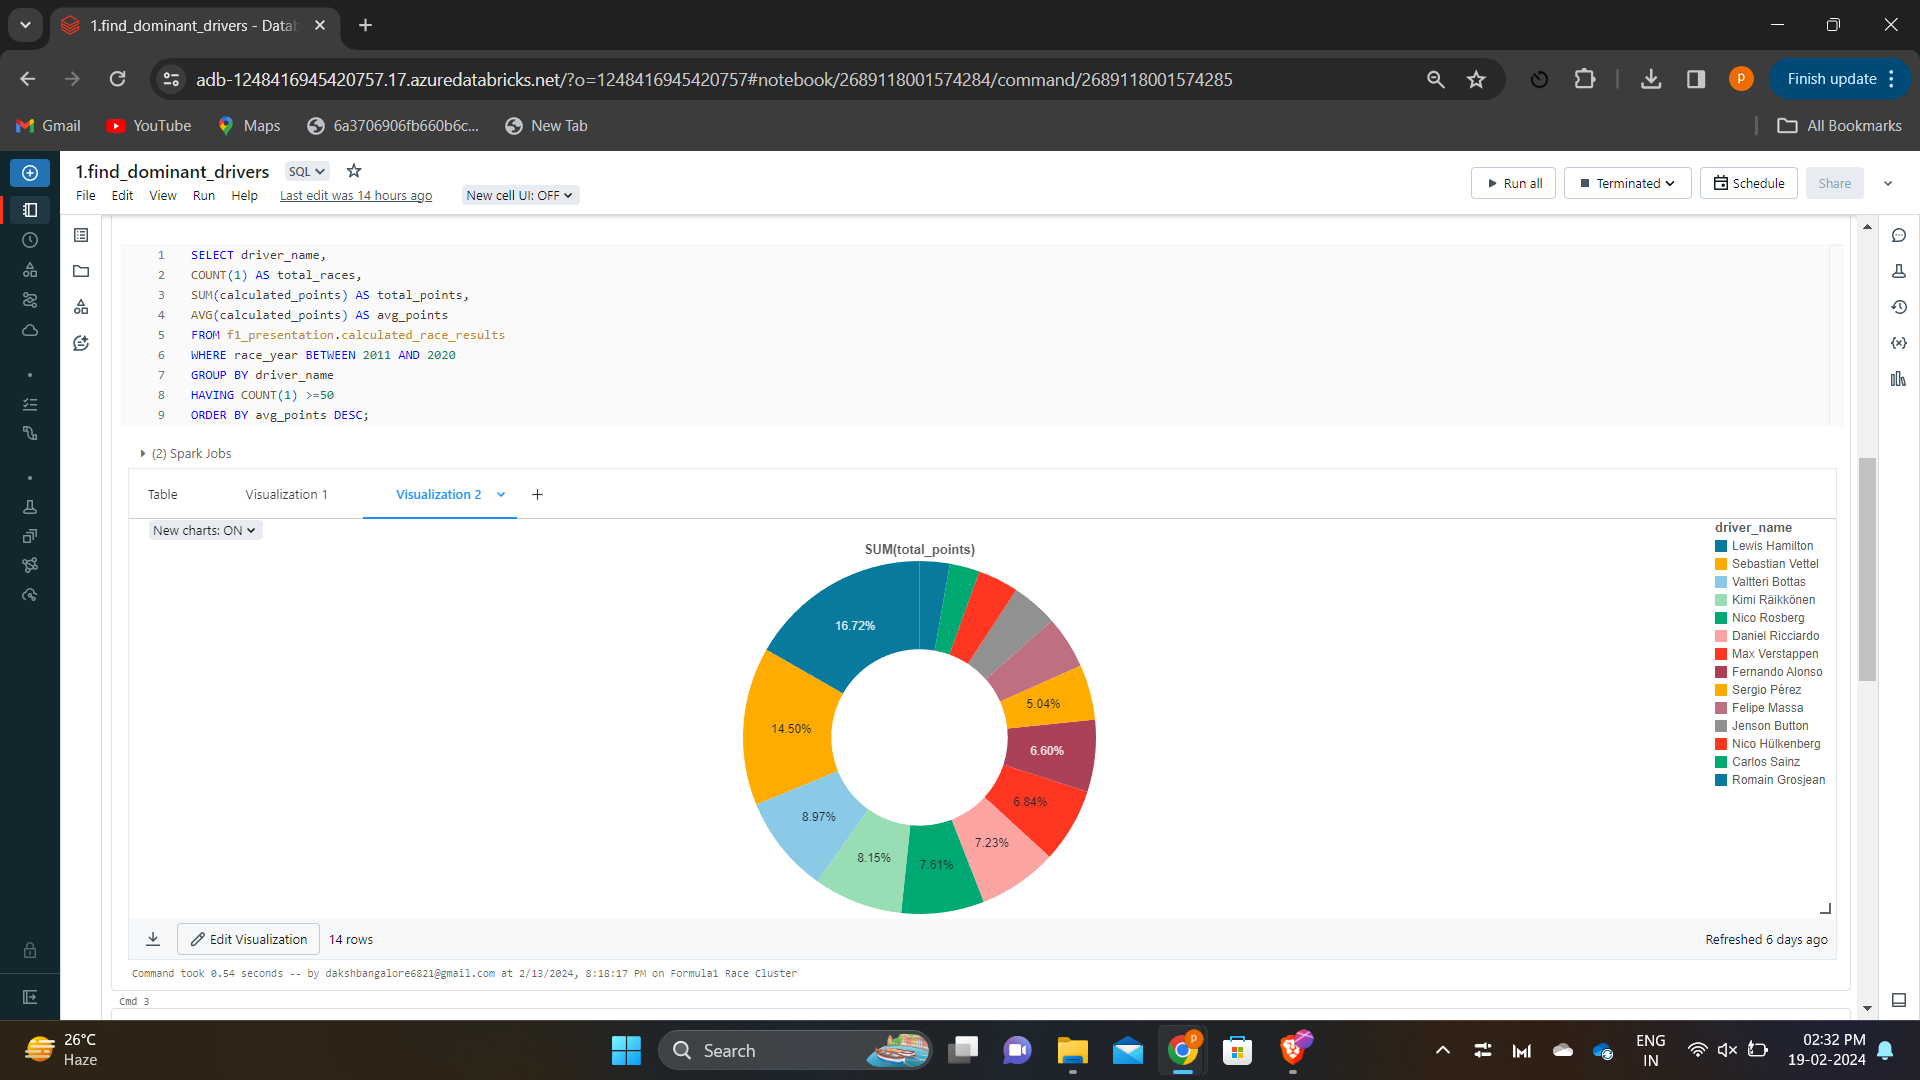 1.find_dominant_drivers - Datab
adb-1248416945420757.17.azuredatabricks.net/?o=1248416945420757#notebook/2689118001574284/command/2689118001574285
P
Finish update
Gmail
YouTube
Maps
6a3706906fb660b6c...
New Tab
All Bookmarks
1.find_dominant_drivers
SQL
File Edit View Run Help
Last edit was 14 hours ago
New cell UI: OFF
Run all
Terminated
Schedule
Share
1 SELECT driver_name,
2 COUNT(1) AS total_races,
3 SUM(calculated_points) AS total_points,
4 AVG(calculated_points) AS avg_points
5 FROM f1_presentation.calculated_race_results
6 WHERE race_year BETWEEN 2011 AND 2020
7 GROUP BY driver_name
8 HAVING COUNT(1) >=50
9 ORDER BY avg_points DESC;
(2) Spark Jobs
Table
Visualization 1
Visualization 2
+
New charts: ON
SUM(total_points)
16.72%
14.50%
8.97%
8.15%
7.61%
7.23%
6.84%
6.60%
5.04%
driver_name
Lewis Hamilton
Sebastian Vettel
Valtteri Bottas
Kimi Räikkönen
Nico Rosberg
Daniel Ricciardo
Max Verstappen
Fernando Alonso
Sergio Pérez
Felipe Massa
Jenson Button
Nico Hülkenberg
Carlos Sainz
Romain Grosjean
Edit Visualization
14 rows
Refreshed 6 days ago
Command took 0.54 seconds -- by dakshbangalore6821@gmail.com at 2/13/2024, 8:18:17 PM on Formula1 Race Cluster
Cmd 3
26°C
Haze
Search
P
ENG
IN
02:32 PM
19-02-2024